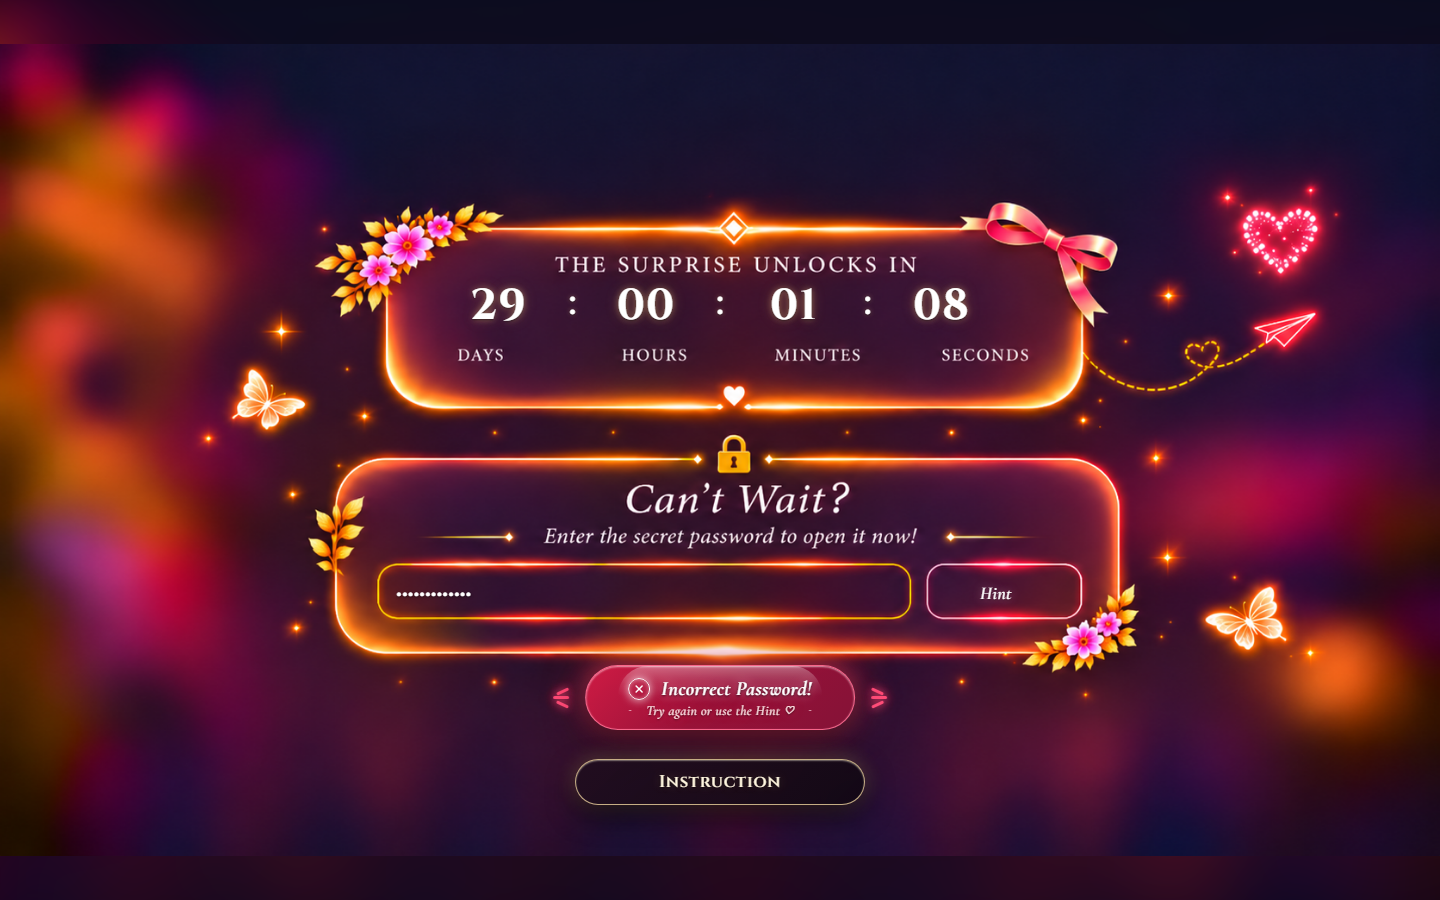 THE SURPRISE UNLOCKS IN
29 : 00 : 01 : 08
DAYS HOURS MINUTES SECONDS
Can't Wait?
Enter the secret password to open it now!
••••••••••••• Hint
Incorrect Password!
- Try again or use the Hint ♡ -
INSTRUCTION